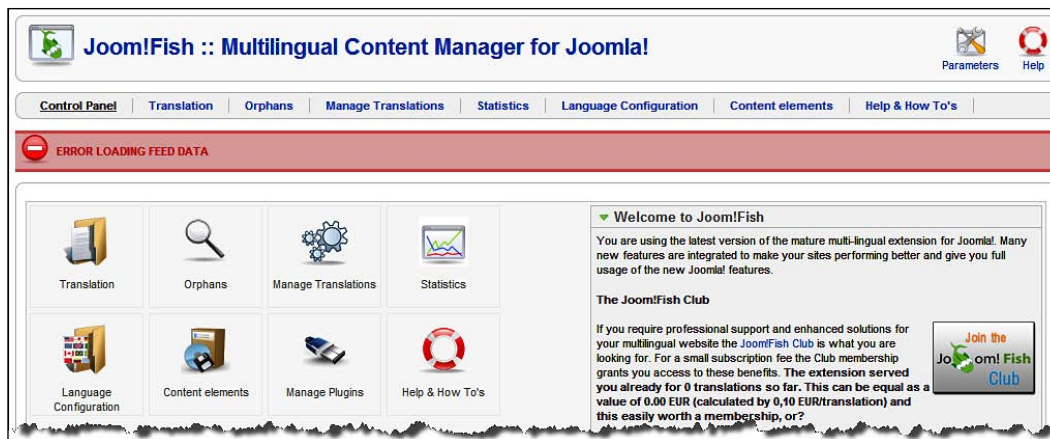 Joom!Fish :: Multilingual Content Manager for Joomla!
Parameters
Help
Control Panel
Translation
Orphans
Manage Translations
Statistics
Language Configuration
Content elements
Help & How To's
ERROR LOADING FEED DATA
Translation
Orphans
Manage Translations
Statistics
Language
Configuration
Content elements
Manage Plugins
Help & How To's
Welcome to Joom!Fish
You are using the latest version of the mature multi-lingual extension for Joomla!. Many
new features are integrated to make your sites performing better and give you full
usage of the new Joomla! features.
The Joom!Fish Club
If you require professional support and enhanced solutions for
your multilingual website the Joom!Fish Club is what you are
looking for. For a small subscription fee the Club membership
grants you access to these benefits. The extension served
you already for 0 translations so far. This can be equal as a
value of 0.00 EUR (calculated by 0,10 EUR/translation) and
this easily worth a membership, or?
Join the
Joom! Fish
Club